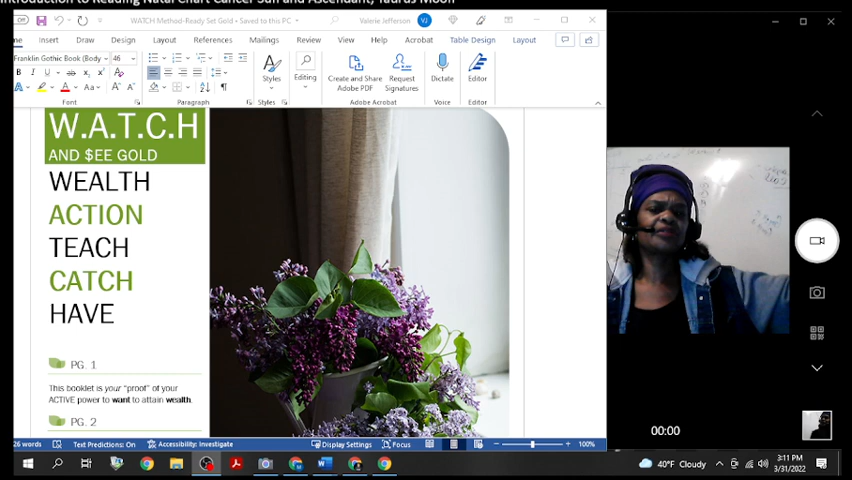 Introduction to Reading Natal Chart Cancer Sun and Ascendant, Taurus Moon
Off
WATCH Method-Ready Set Gold • Saved to this PC
Valerie Jefferson
VJ
me
Insert
Draw
Design
Layout
References
Mailings
Review
View
Help
Acrobat
Table Design
Layout
Franklin Gothic Book (Body
46
Styles
Editing
Create and Share
Adobe PDF
Request
Signatures
Dictate
Editor
Font
Paragraph
Styles
Adobe Acrobat
Voice
Editor
W.A.T.C.H
AND $EE GOLD
WEALTH
ACTION
TEACH
CATCH
HAVE
PG. 1
This booklet is your "proof" of your
ACTIVE power to want to attain wealth.
PG. 2
00:00
26 words
Text Predictions: On
Accessibility: Investigate
Display Settings
Focus
100%
40°F Cloudy
3:11 PM
3/31/2022